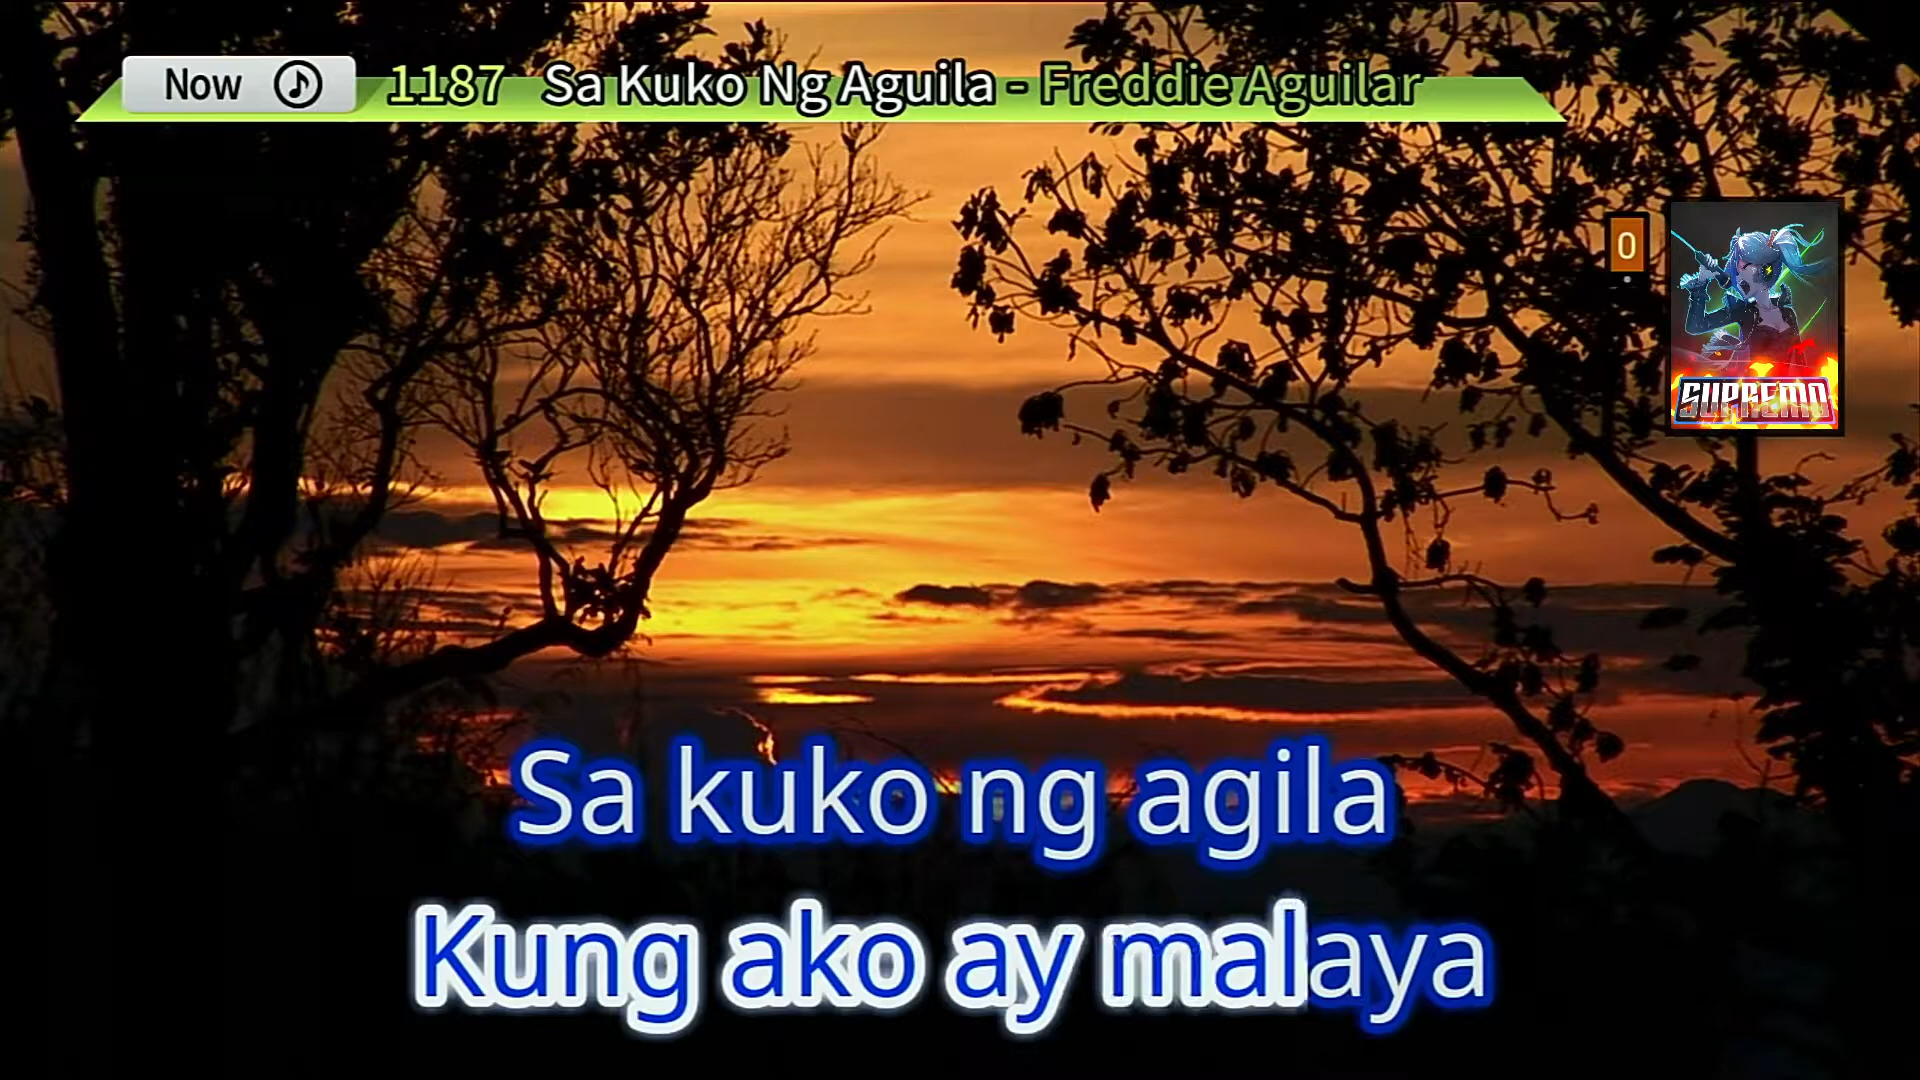 Now 1187 Sa Kuko Ng Aguila - Freddie Aguilar
0
SUPREMO
Sa kuko ng agila
Kung ako ay malaya